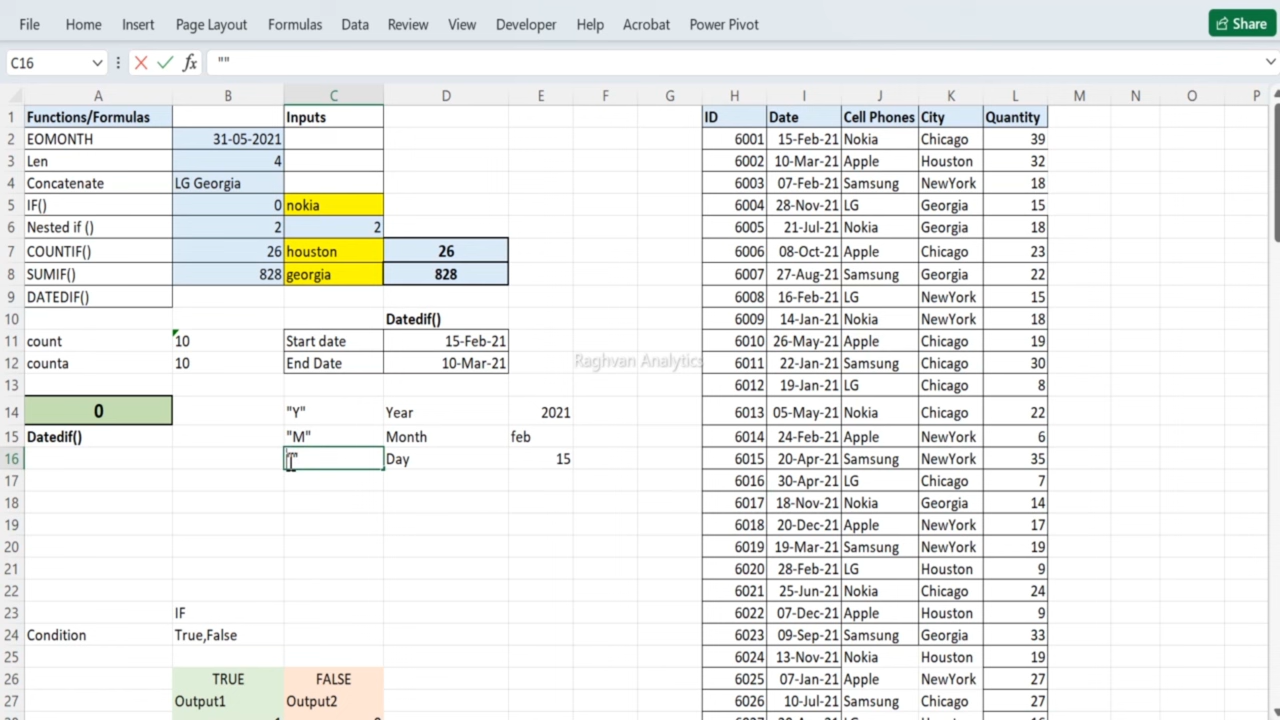 File Home Insert Page Layout Formulas Data Review View Developer Help Acrobat Power Pivot Share
C16 fx ""
A B C D E F G H I J K L M N O P
1 Functions/Formulas Inputs ID Date Cell Phones City Quantity
2 EOMONTH 31-05-2021 6001 15-Feb-21 Nokia Chicago 39
3 Len 4 6002 10-Mar-21 Apple Houston 32
4 Concatenate LG Georgia 6003 07-Feb-21 Samsung NewYork 18
5 IF() 0 nokia 6004 28-Nov-21 LG Georgia 15
6 Nested if () 2 2 6005 21-Jul-21 Nokia Georgia 18
7 COUNTIF() 26 houston 26 6006 08-Oct-21 Apple Chicago 23
8 SUMIF() 828 georgia 828 6007 27-Aug-21 Samsung Georgia 22
9 DATEDIF() 6008 16-Feb-21 LG NewYork 15
10 Datedif() 6009 14-Jan-21 Nokia NewYork 18
11 count 10 Start date 15-Feb-21 6010 26-May-21 Apple Chicago 19
12 counta 10 End Date 10-Mar-21 Raghvan Analytics 6011 22-Jan-21 Samsung Chicago 30
13 6012 19-Jan-21 LG Chicago 8
14 0 "Y" Year 2021 6013 05-May-21 Nokia Chicago 22
15 Datedif() "M" Month feb 6014 24-Feb-21 Apple NewYork 6
16 "" Day 15 6015 20-Apr-21 Samsung NewYork 35
17 6016 30-Apr-21 LG Chicago 7
18 6017 18-Nov-21 Nokia Georgia 14
19 6018 20-Dec-21 Apple NewYork 17
20 6019 19-Mar-21 Samsung NewYork 19
21 6020 28-Feb-21 LG Houston 9
22 6021 25-Jun-21 Nokia Chicago 24
23 IF 6022 07-Dec-21 Apple Houston 9
24 Condition True,False 6023 09-Sep-21 Samsung Georgia 33
25 6024 13-Nov-21 Nokia Houston 19
26 TRUE FALSE 6025 07-Jan-21 Apple NewYork 27
27 Output1 Output2 6026 10-Jul-21 Samsung Chicago 27